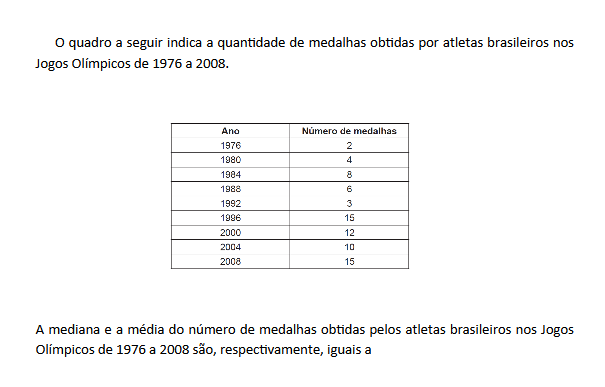 O quadro a seguir indica a quantidade de medalhas obtidas por atletas brasileiros nos
Jogos Olímpicos de 1976 a 2008.
Ano Número de medalhas
1976 2
1980 4
1984 8
1988 6
1992 3
1996 15
2000 12
2004 10
2008 15
A mediana e a média do número de medalhas obtidas pelos atletas brasileiros nos Jogos
Olímpicos de 1976 a 2008 são, respectivamente, iguais a